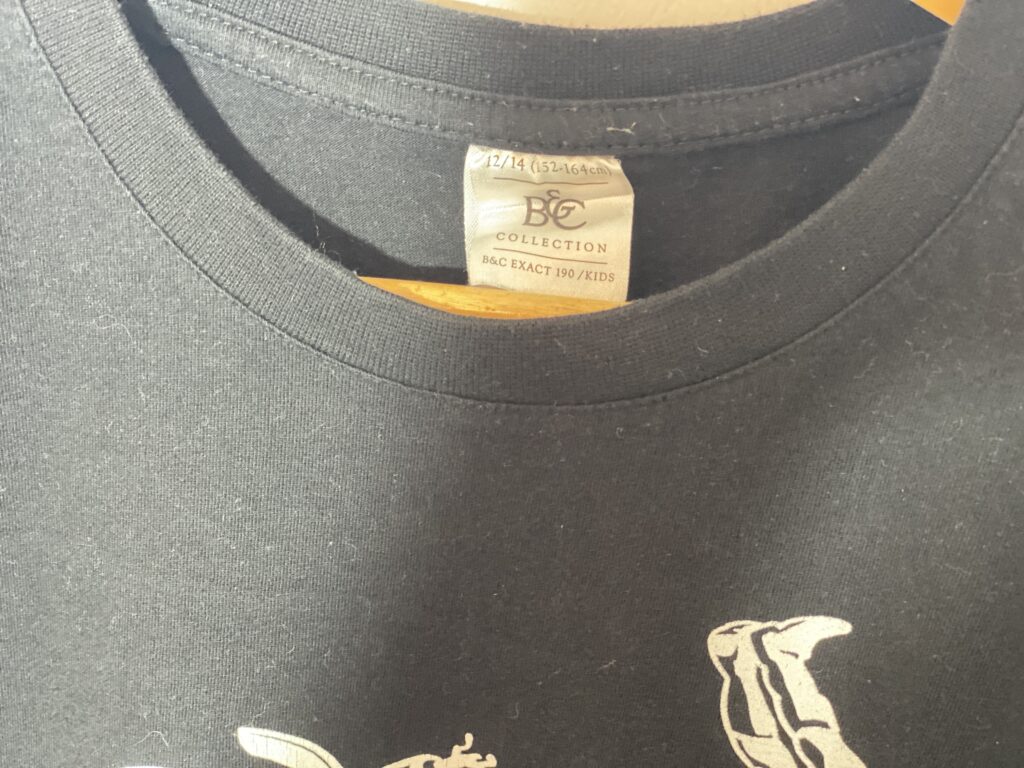 12/14 (152-164cm)
B&C
COLLECTION
B&C EXACT 190 /KIDS